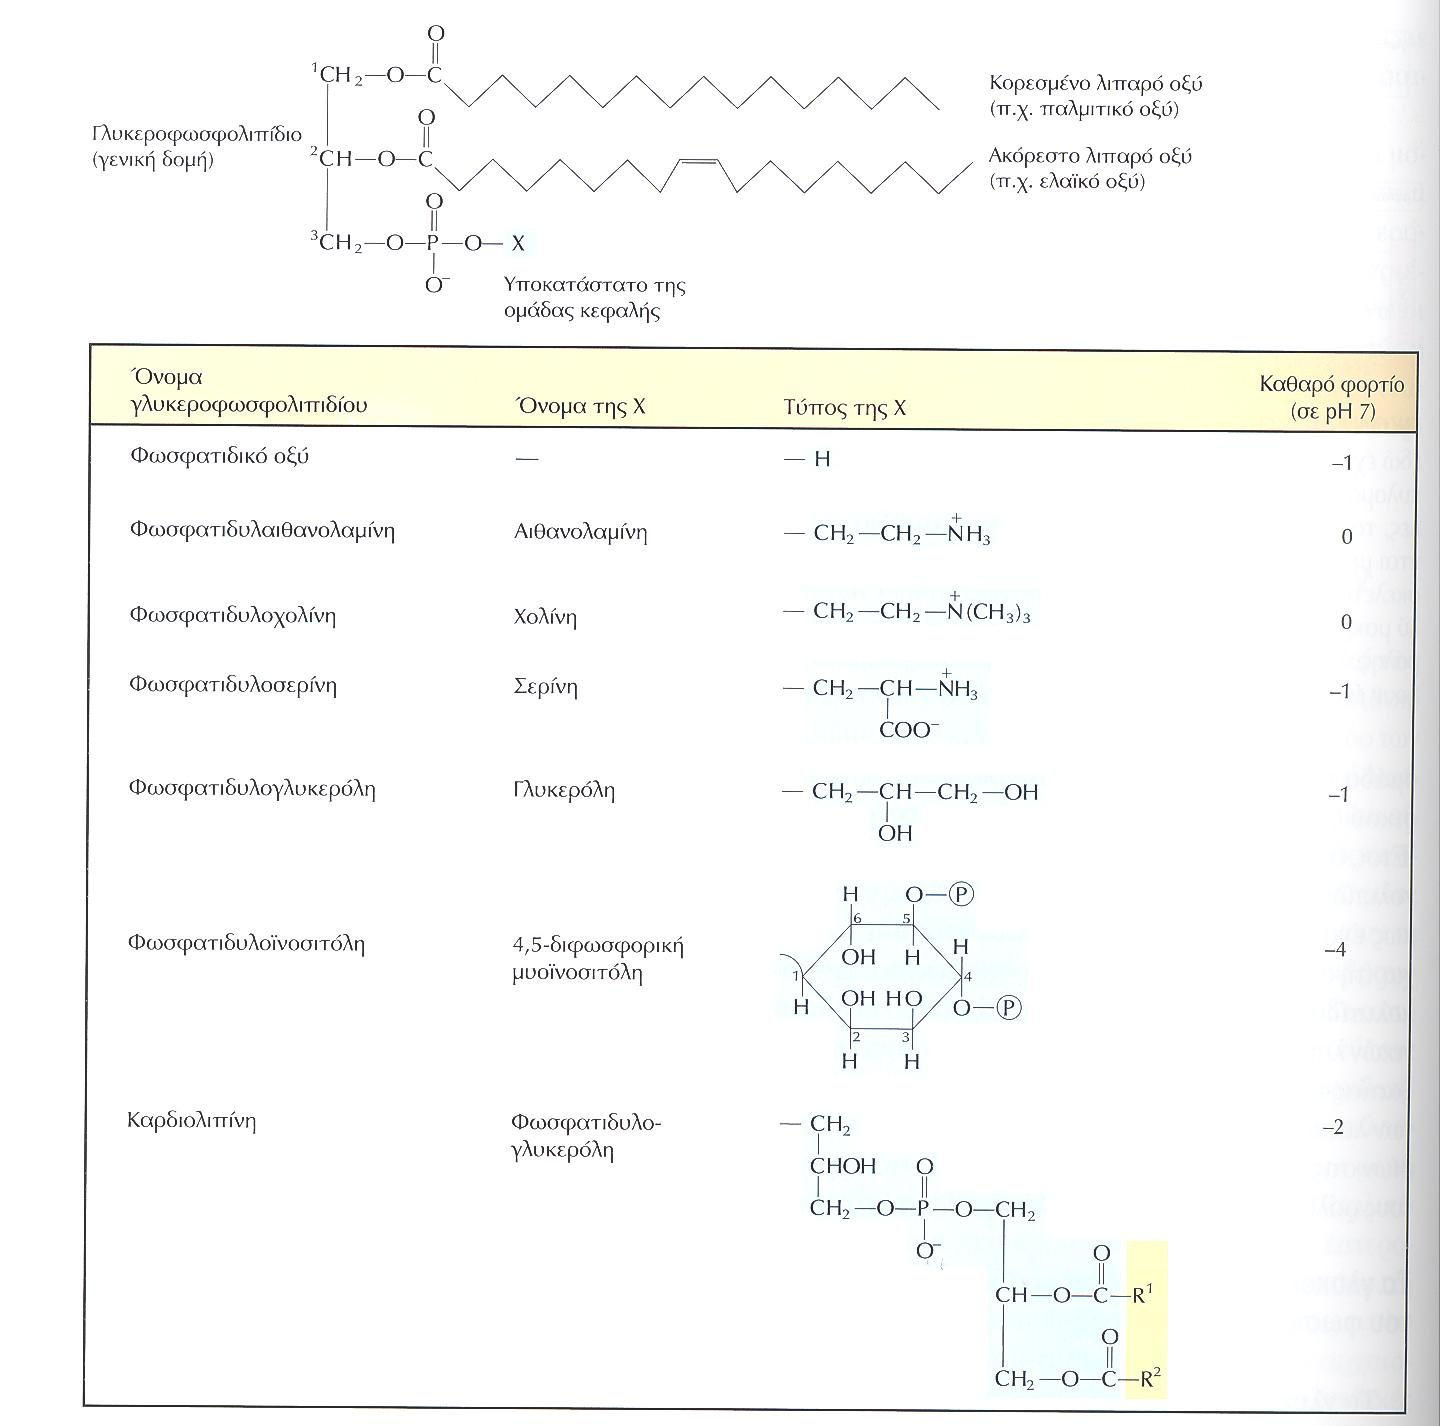 O
¹CH₂—O—C
Κορεσμένο λιπαρό οξύ
(π.χ. παλμιτικό οξύ)
Γλυκεροφωσφολιπίδιο
(γενική δομή)
O
²CH—O—C
Ακόρεστο λιπαρό οξύ
(π.χ. ελαϊκό οξύ)
O
³CH₂—O—P—O—X
O⁻
Υποκατάστατο της
ομάδας κεφαλής
Όνομα
γλυκεροφωσφολιπιδίου
Όνομα της Χ
Τύπος της Χ
Καθαρό φορτίο
(σε pH 7)
Φωσφατιδικό οξύ
—
— H
–1
Φωσφατιδυλαιθανολαμίνη
Αιθανολαμίνη
+
— CH₂—CH₂—NH₃
0
Φωσφατιδυλοχολίνη
Χολίνη
+
— CH₂—CH₂—N(CH₃)₃
0
Φωσφατιδυλοσερίνη
Σερίνη
+
— CH₂—CH—NH₃
COO⁻
–1
Φωσφατιδυλογλυκερόλη
Γλυκερόλη
— CH₂—CH—CH₂—OH
OH
–1
Φωσφατιδυλοϊνοσιτόλη
4,5-διφωσφορική
μυοϊνοσιτόλη
H O—P
6 5
OH H H
1 4
H OH HO O—P
2 3
H H
–4
Καρδιολιπίνη
Φωσφατιδυλο-
γλυκερόλη
— CH₂
CHOH O
CH₂—O—P—O—CH₂
O⁻
O
CH—O—C—R¹
O
CH₂—O—C—R²
–2